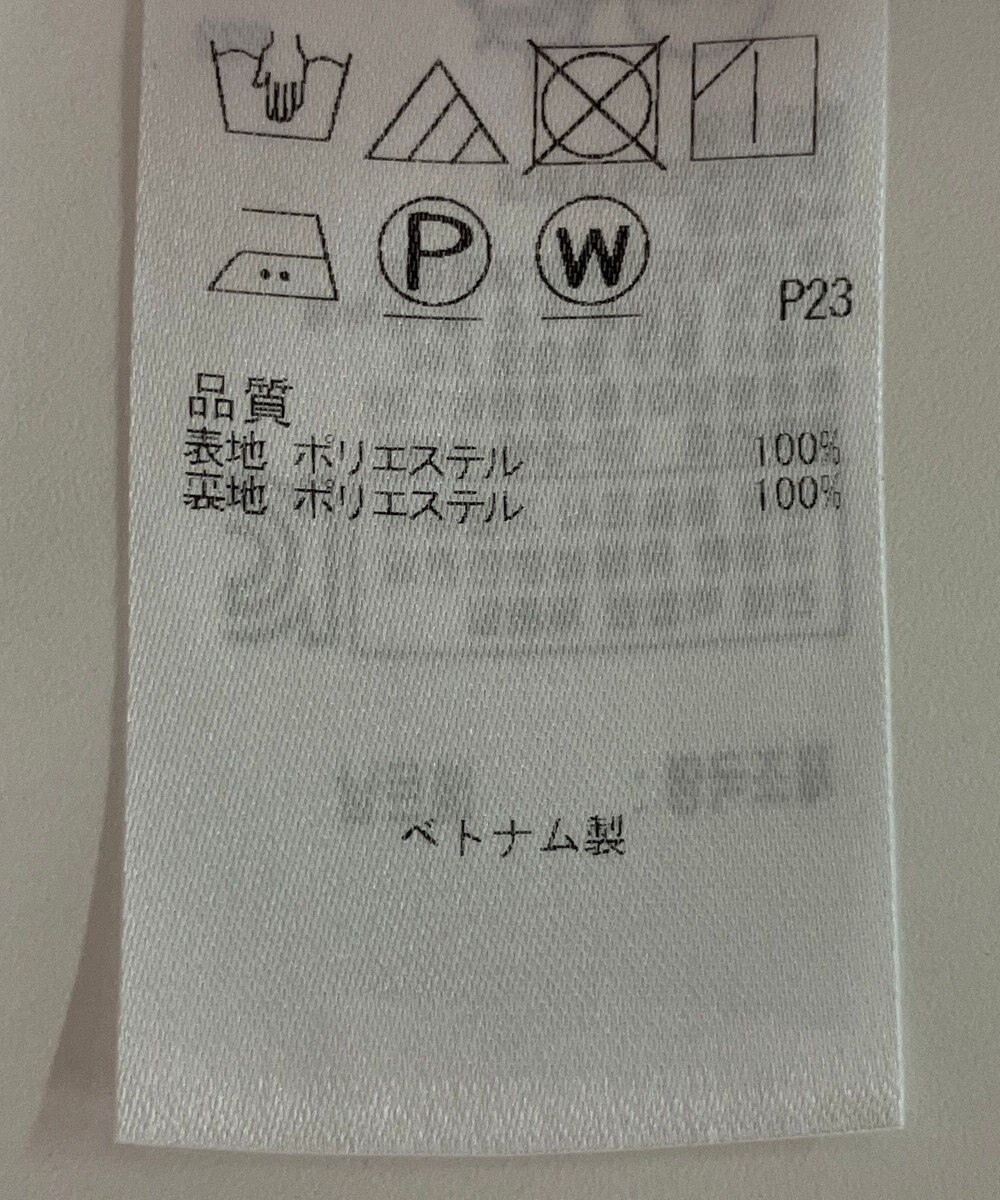 P W
P23
品質
表地 ポリエステル 100%
裏地 ポリエステル 100%
ベトナム製